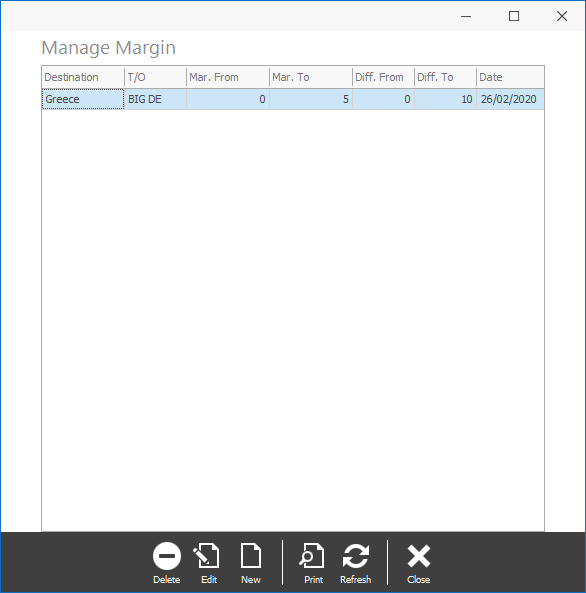 Manage Margin
Destination T/O Mar. From Mar. To Diff. From Diff. To Date
Greece BIG DE 0 5 0 10 26/02/2020
Delete Edit New Print Refresh Close